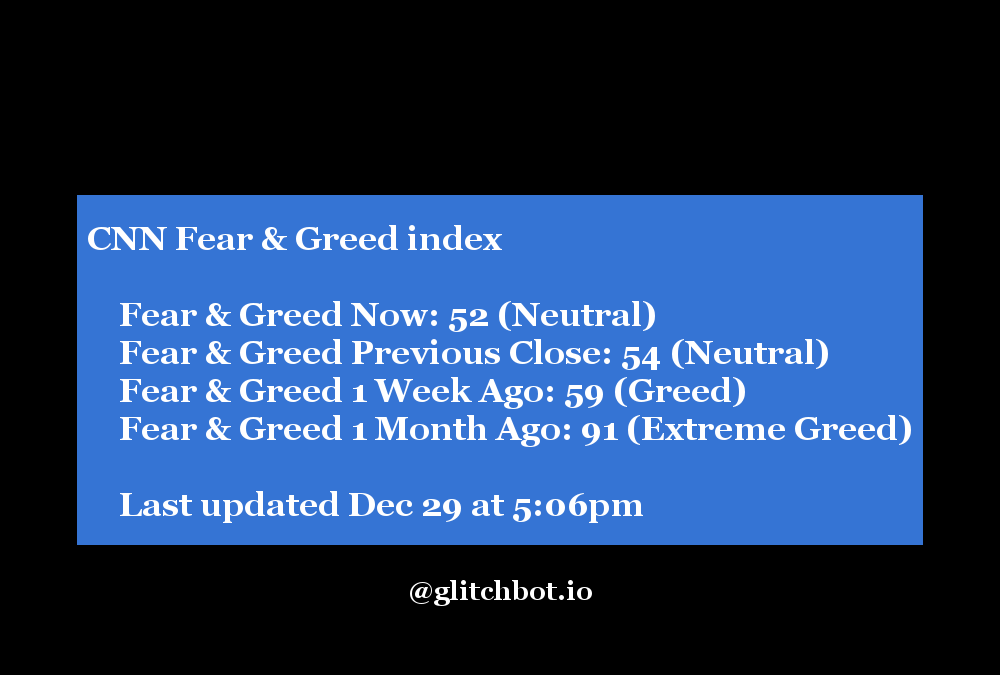 CNN Fear & Greed index
Fear & Greed Now: 52 (Neutral)
Fear & Greed Previous Close: 54 (Neutral)
Fear & Greed 1 Week Ago: 59 (Greed)
Fear & Greed 1 Month Ago: 91 (Extreme Greed)
Last updated Dec 29 at 5:06pm
@glitchbot.io